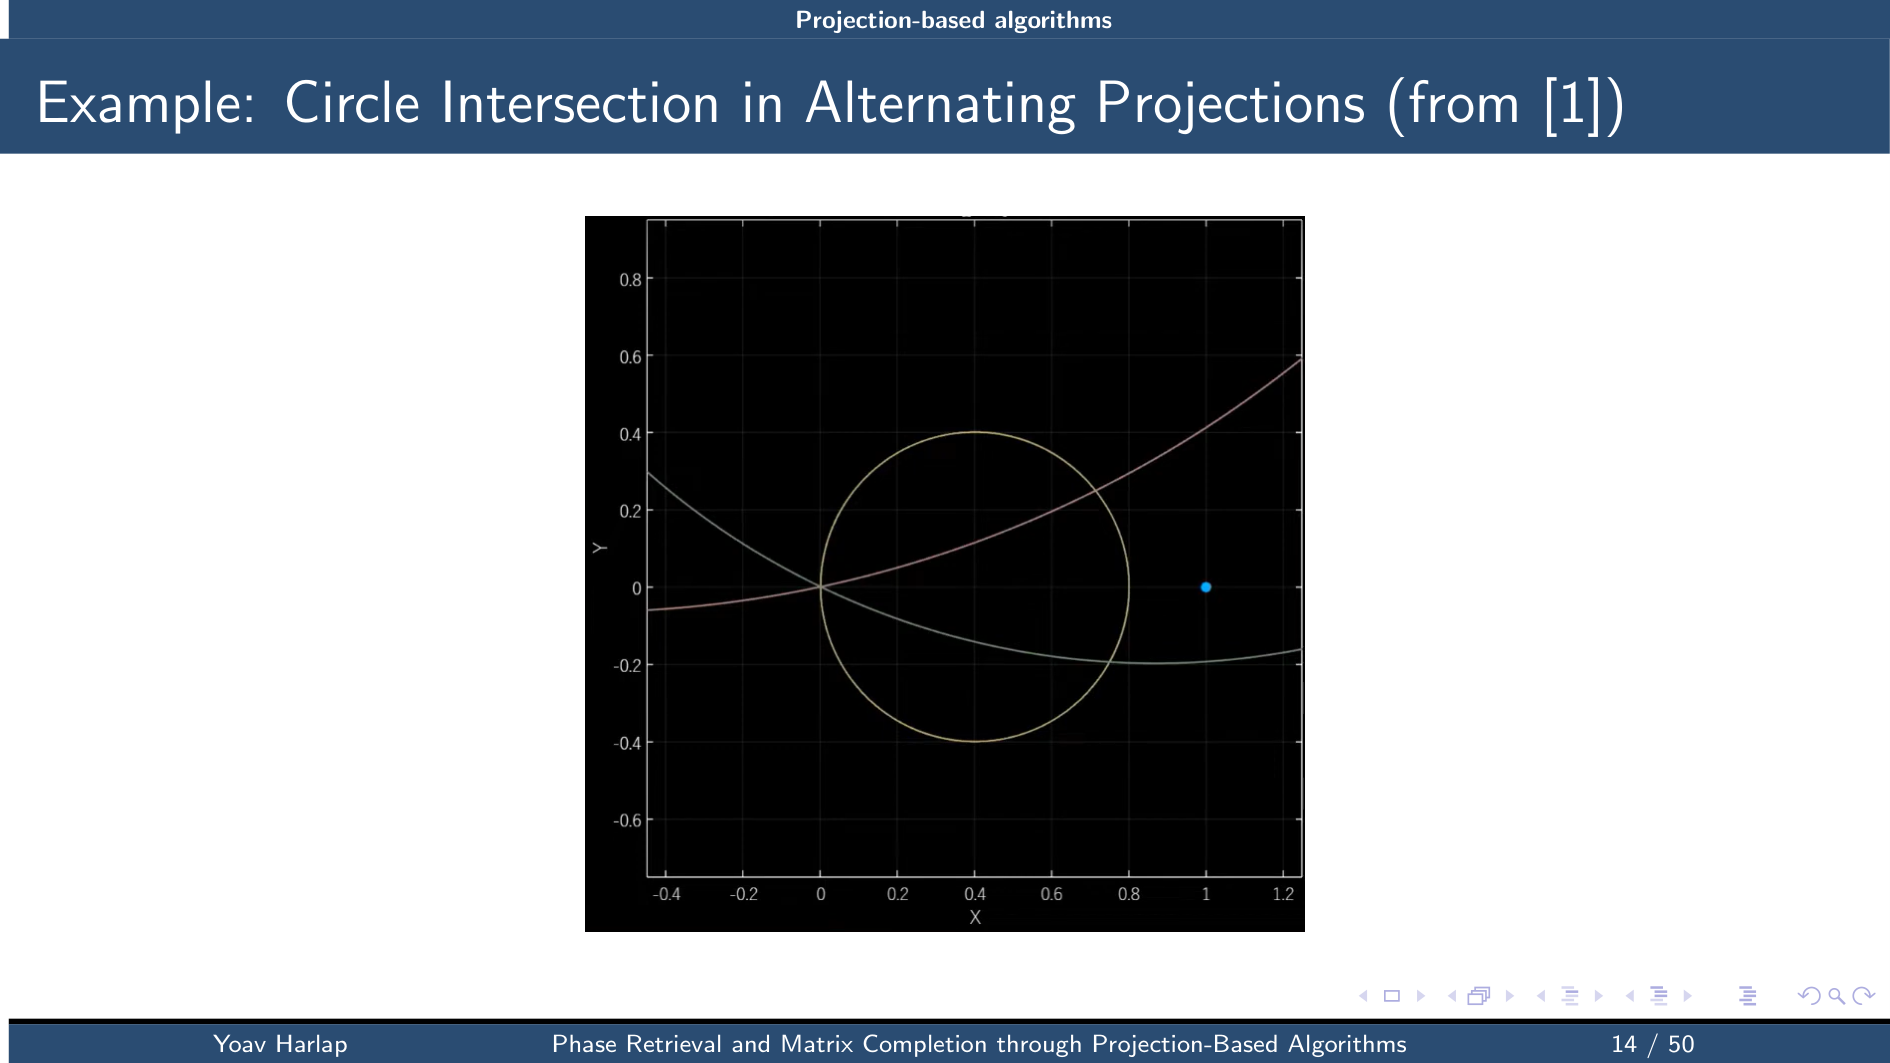 Projection-based algorithms
Example: Circle Intersection in Alternating Projections (from [1])
0.8
0.6
0.4
0.2
0
-0.2
-0.4
-0.6
Y
-0.4 -0.2 0 0.2 0.4 0.6 0.8 1 1.2
X
Yoav Harlap Phase Retrieval and Matrix Completion through Projection-Based Algorithms 14 / 50